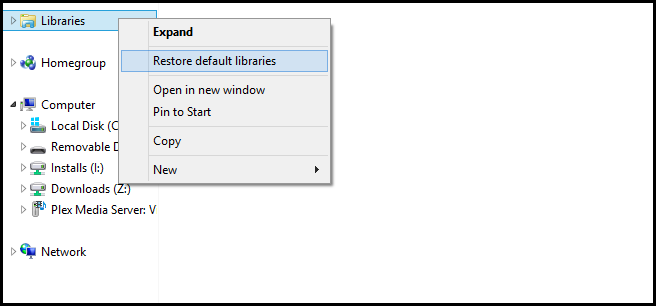 Libraries
Homegroup
Computer
Local Disk (C
Removable D
Installs (I:)
Downloads (Z:)
Plex Media Server: V
Network
Expand
Restore default libraries
Open in new window
Pin to Start
Copy
New